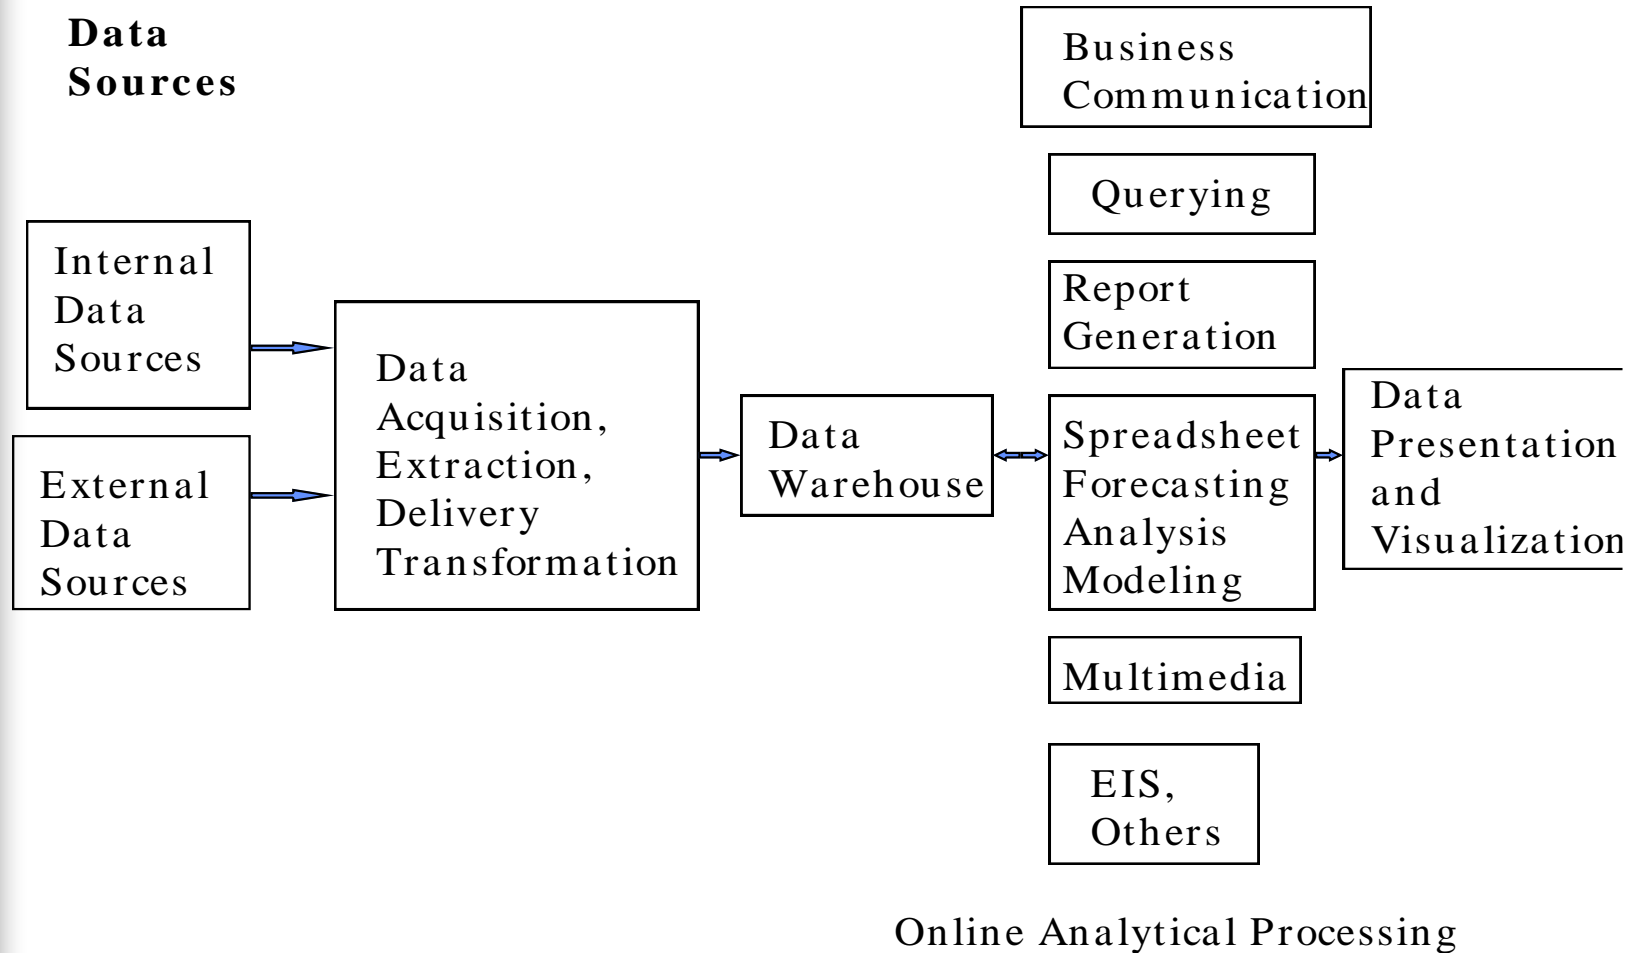 Data
Sources
Business
Communication
Querying
Internal
Data
Sources
Report
Generation
Data
Acquisition,
Extraction,
Delivery
Transformation
External
Data
Sources
Data
Warehouse
Spreadsheet
Forecasting
Analysis
Modeling
Data
Presentation
and
Visualization
Multimedia
EIS,
Others
Online Analytical Processing